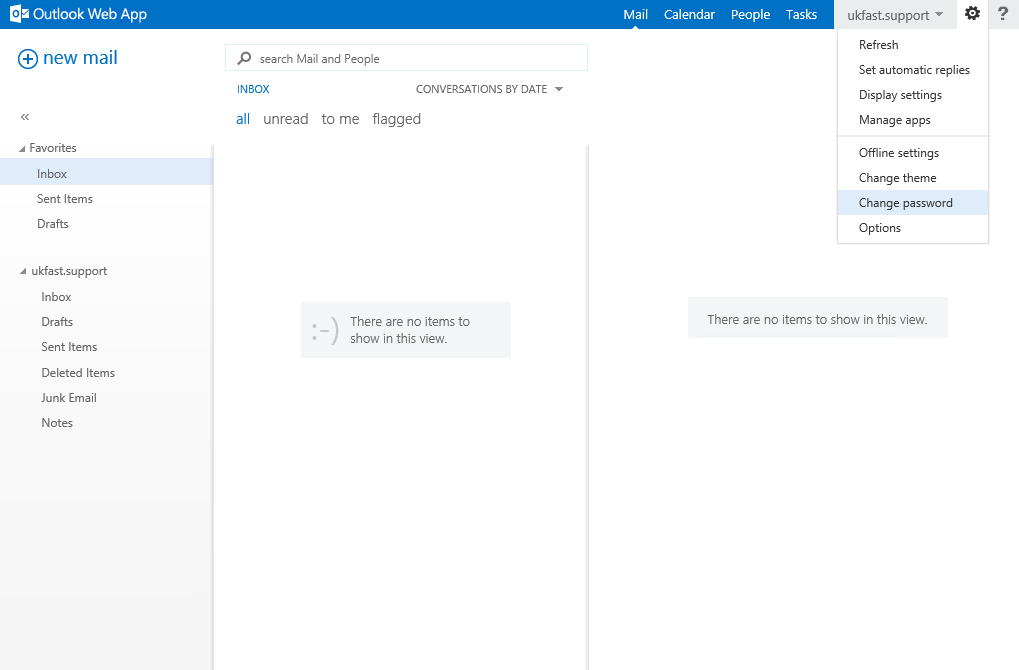 Outlook Web App
Mail Calendar People Tasks ukfast.support ?
new mail
«
Favorites
Inbox
Sent Items
Drafts
ukfast.support
Inbox
Drafts
Sent Items
Deleted Items
Junk Email
Notes
search Mail and People
INBOX CONVERSATIONS BY DATE
all unread to me flagged
:-) There are no items to
show in this view.
There are no items to show in this view.
Refresh
Set automatic replies
Display settings
Manage apps
Offline settings
Change theme
Change password
Options